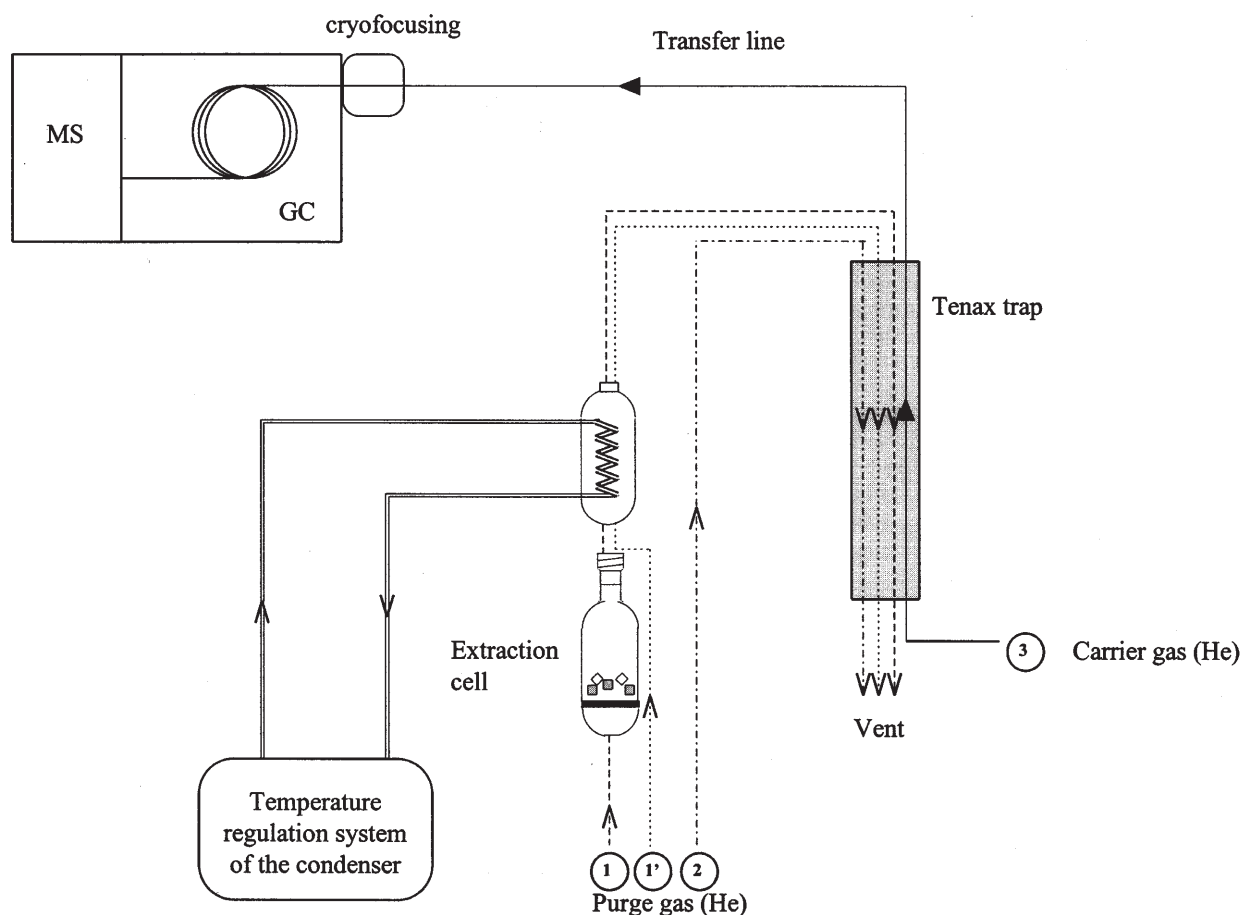 cryofocusing
Transfer line
MS
GC
Tenax trap
Extraction
cell
3 Carrier gas (He)
Vent
Temperature
regulation system
of the condenser
1 1' 2
Purge gas (He)